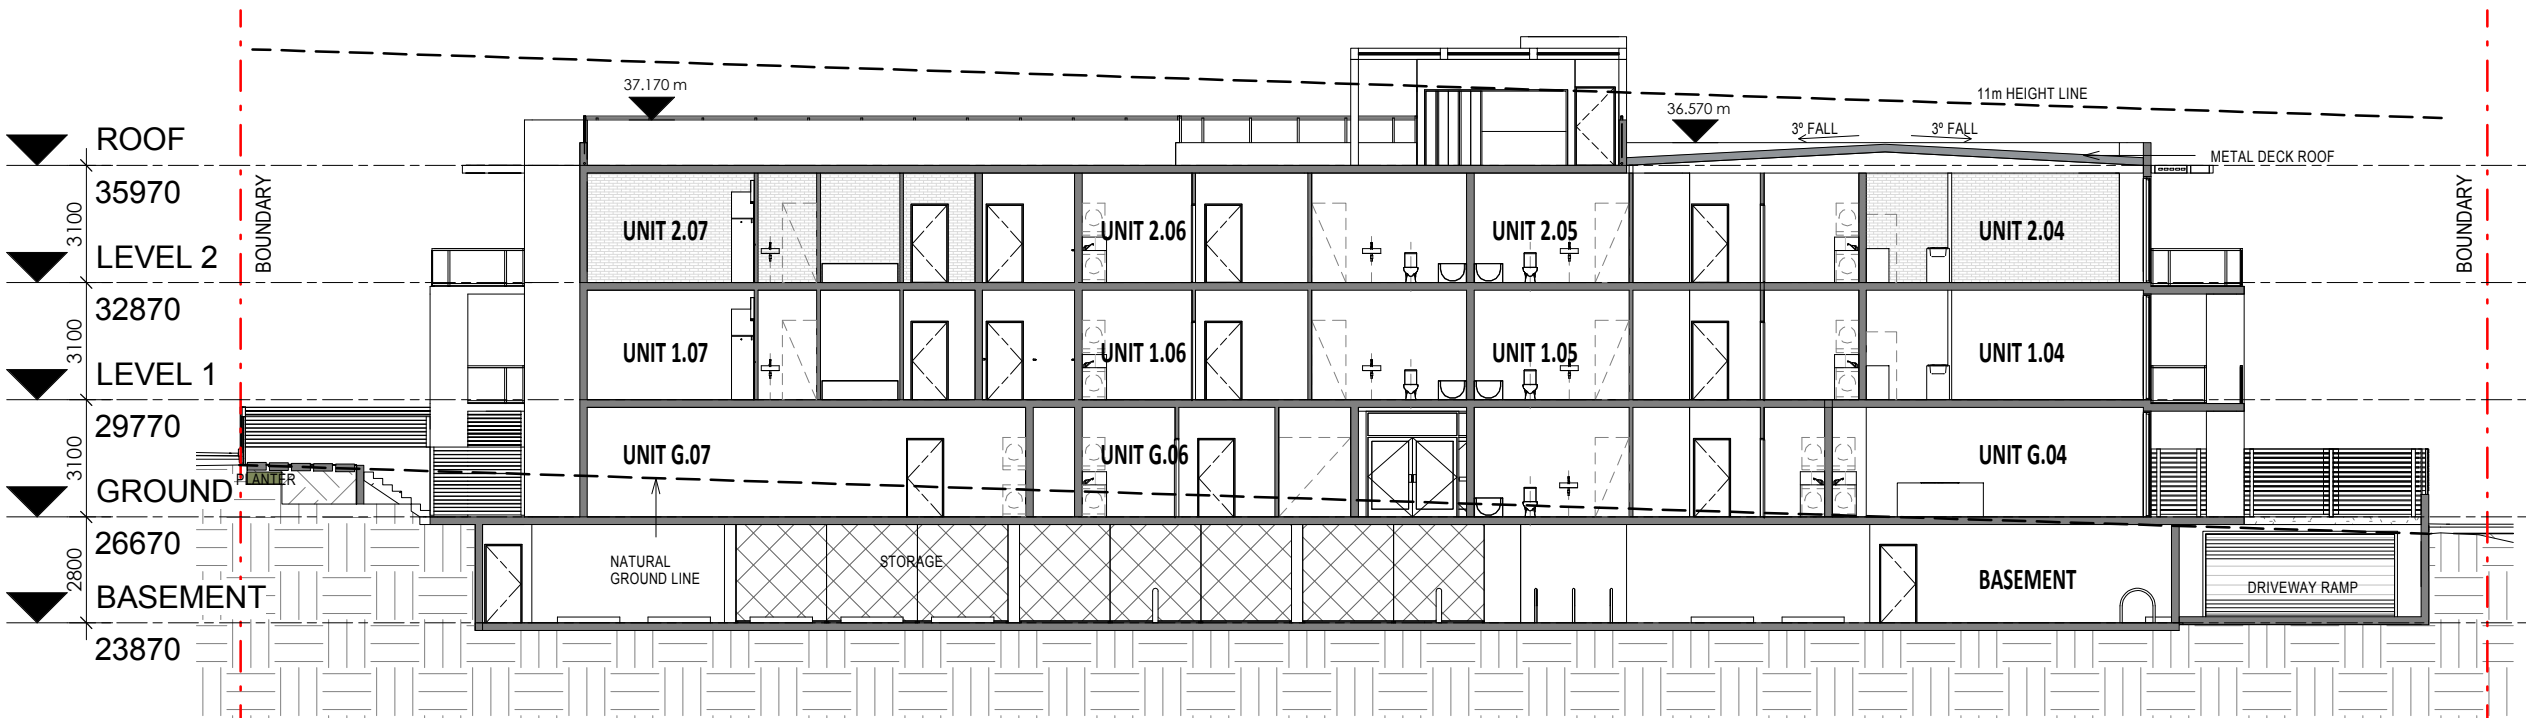 37.170 m
11m HEIGHT LINE
36.570 m
3° FALL
3° FALL
METAL DECK ROOF
ROOF
35970
BOUNDARY
BOUNDARY
3100
UNIT 2.07
UNIT 2.06
UNIT 2.05
UNIT 2.04
LEVEL 2
32870
3100
UNIT 1.07
UNIT 1.06
UNIT 1.05
UNIT 1.04
LEVEL 1
29770
3100
UNIT G.07
UNIT G.06
UNIT G.04
PLANTER
GROUND
26670
2800
NATURAL
GROUND LINE
STORAGE
BASEMENT
DRIVEWAY RAMP
BASEMENT
23870